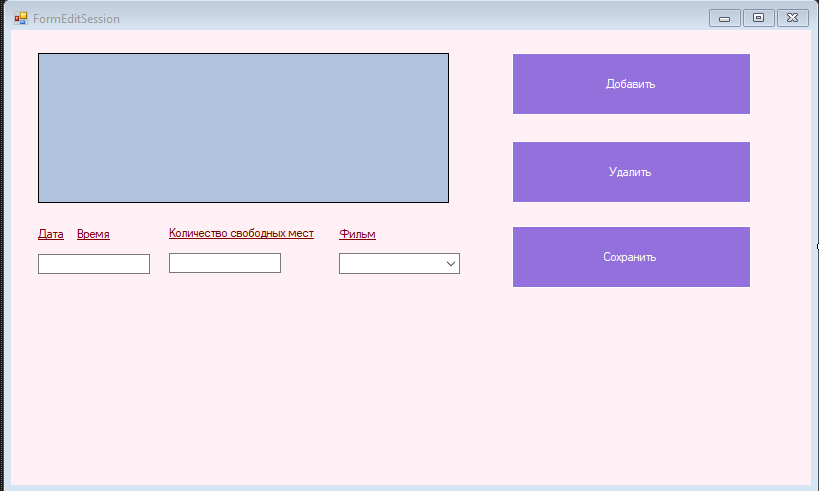 FormEditSession
Добавить
Удалить
Дата Время Количество свободных мест Фильм
Сохранить